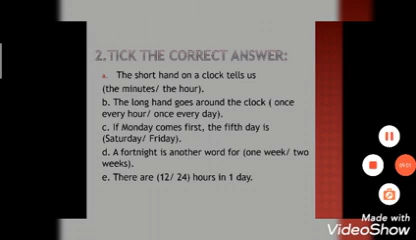 2.TICK THE CORRECT ANSWER:
a. The short hand on a clock tells us
(the minutes/ the hour).
b. The long hand goes around the clock ( once
every hour/ once every day).
c. If Monday comes first, the fifth day is
(Saturday/ Friday).
d. A fortnight is another word for (one week/ two
weeks).
e. There are (12/ 24) hours in 1 day.
Made with
VideoShow